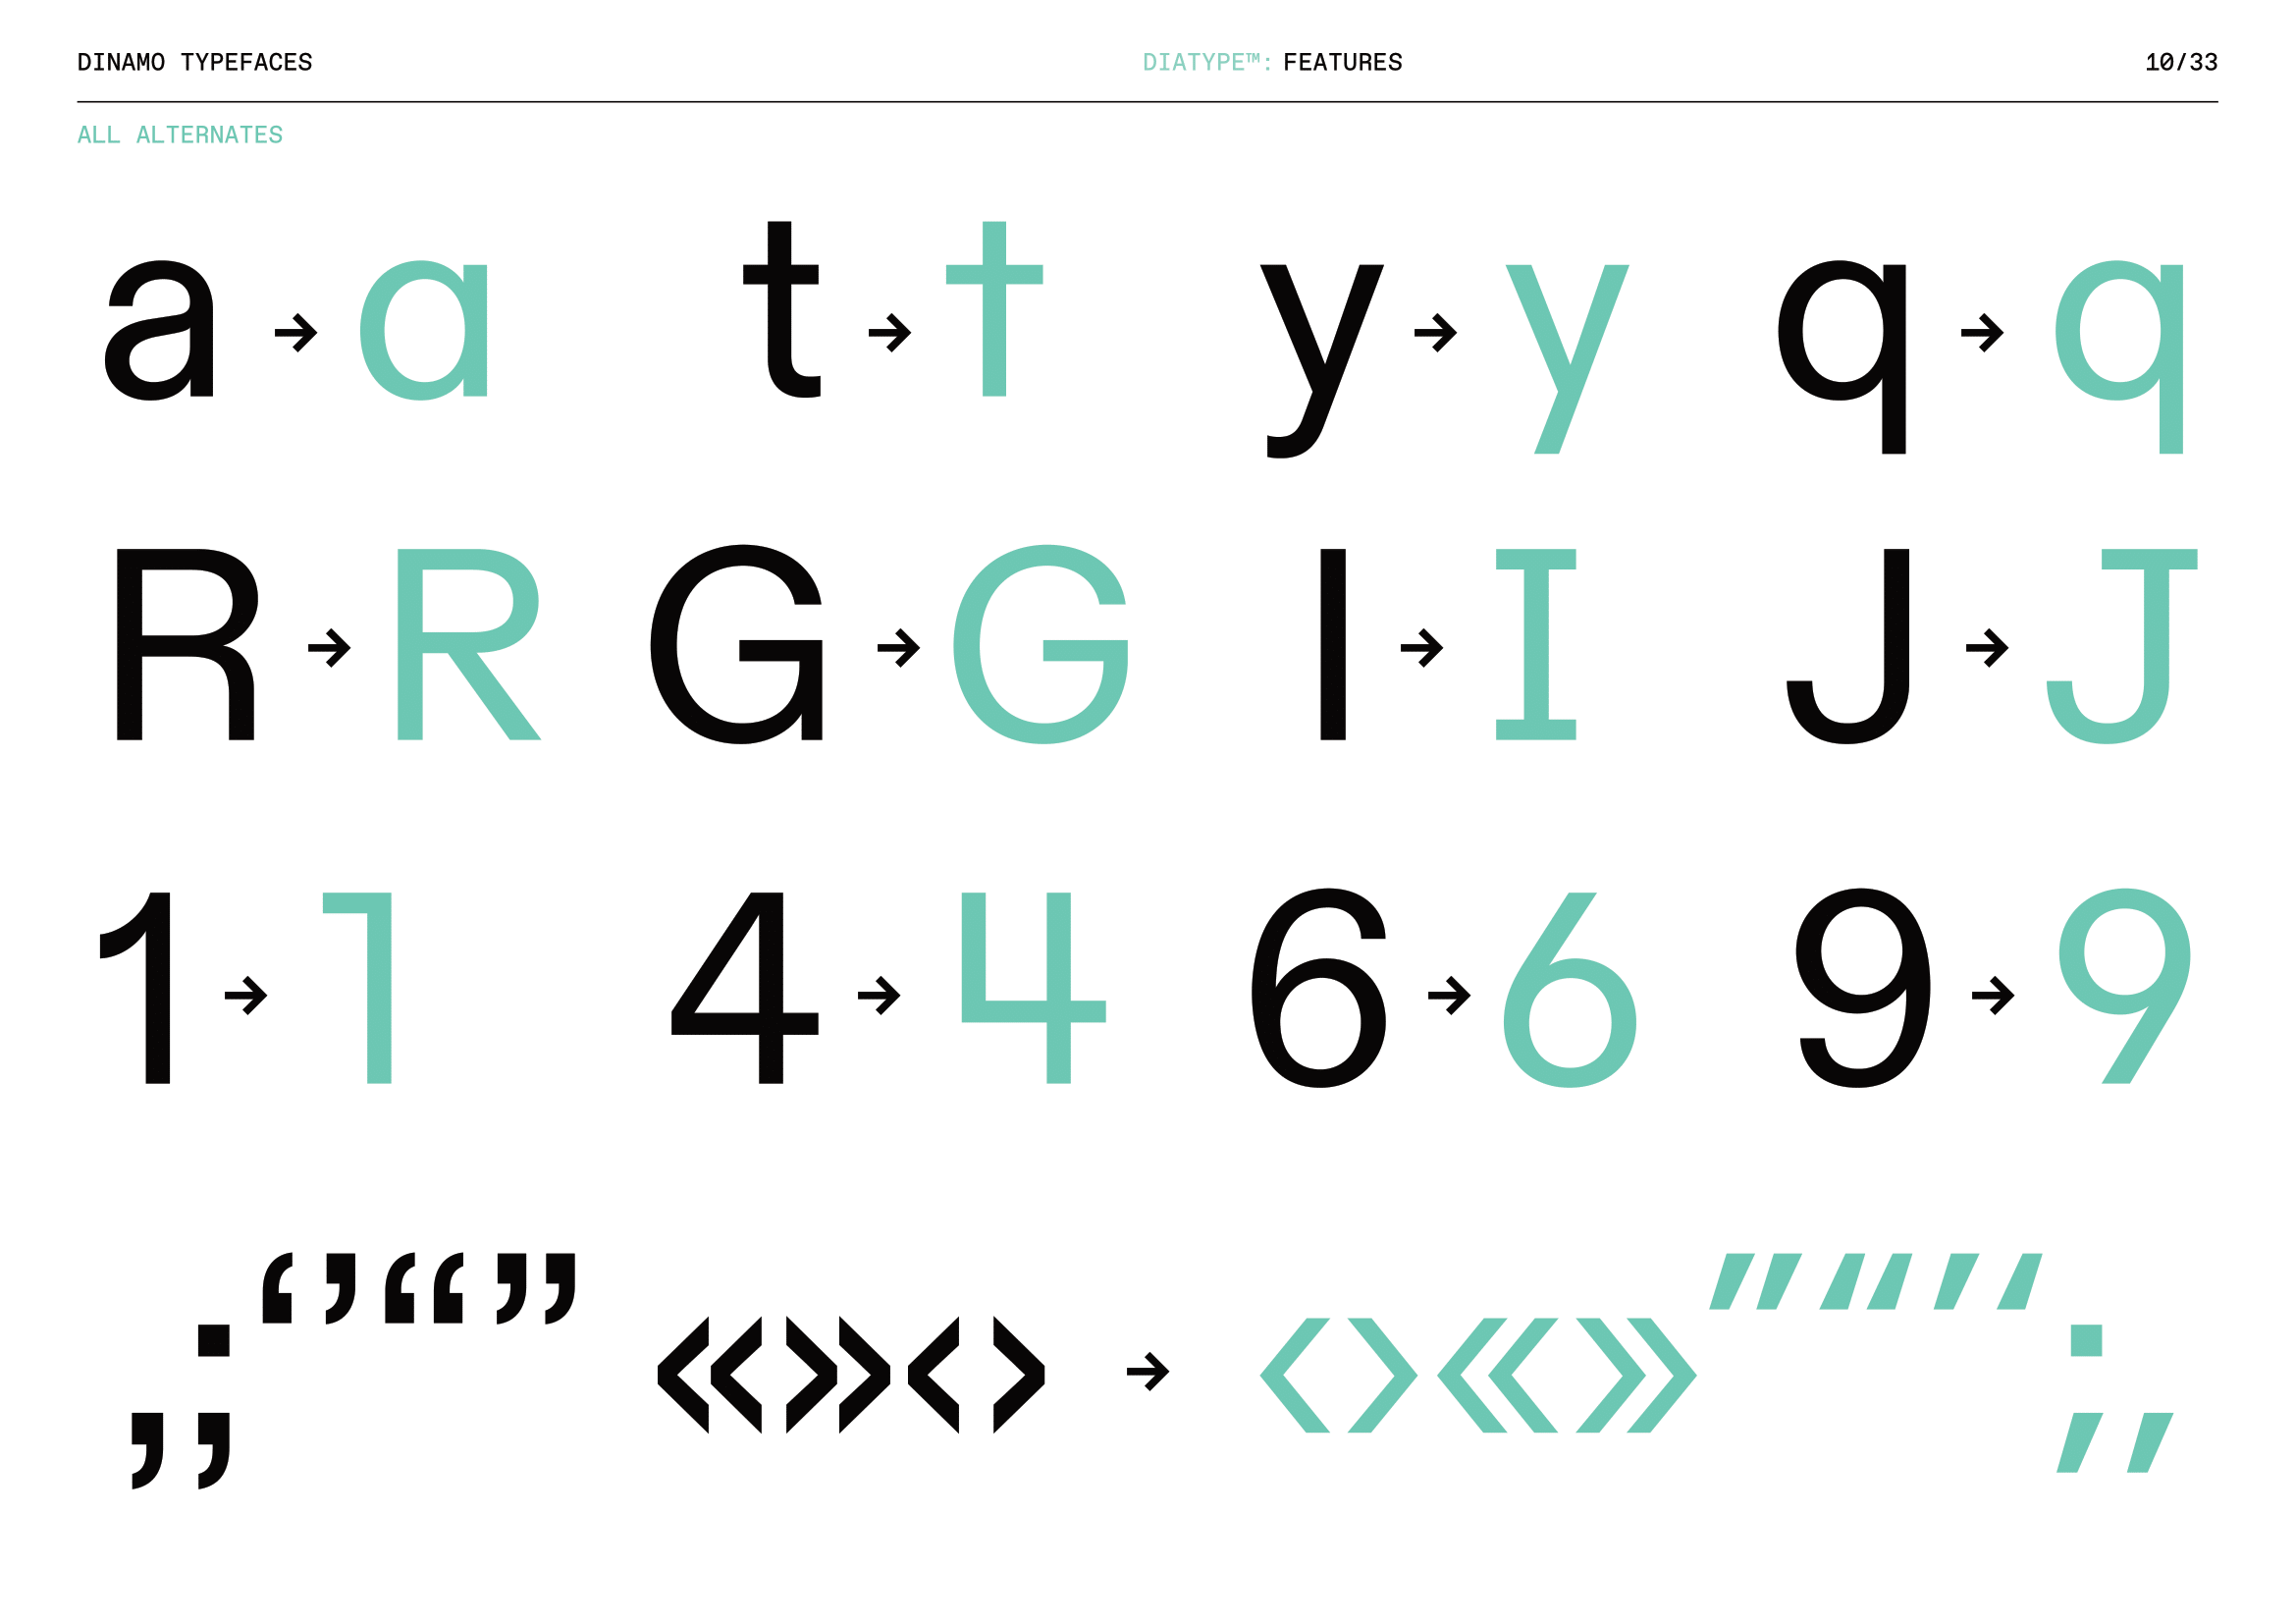 DINAMO TYPEFACES DIATYPE™: FEATURES 10/33
ALL ALTERNATES
a → a t → t y → y q → q
R → R G → G I → I J → J
1 → 1 4 → 4 6 → 6 9 → 9
,;‘’“” «»‹› → ‹›«»”“’‘;,